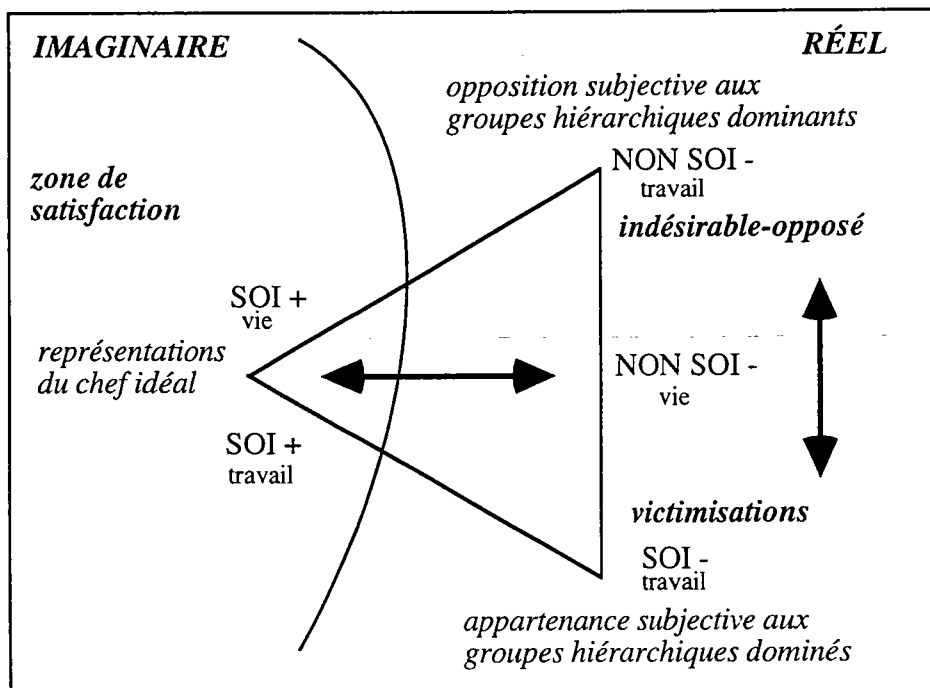 IMAGINAIRE
RÉEL
opposition subjective aux
groupes hiérarchiques dominants
zone de
satisfaction
NON SOI -
travail
indésirable-opposé
SOI +
vie
représentations
du chef idéal
NON SOI -
vie
SOI +
travail
victimisations
SOI -
travail
appartenance subjective aux
groupes hiérarchiques dominés